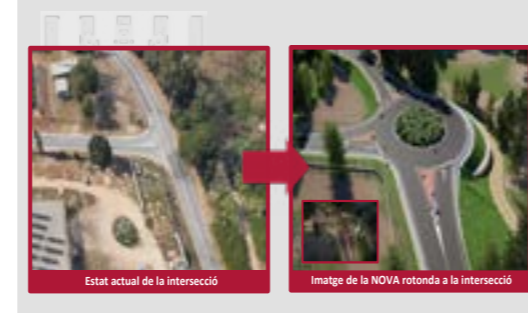 Estat actual de la intersecció
Imatge de la NOVA rotonda a la intersecció